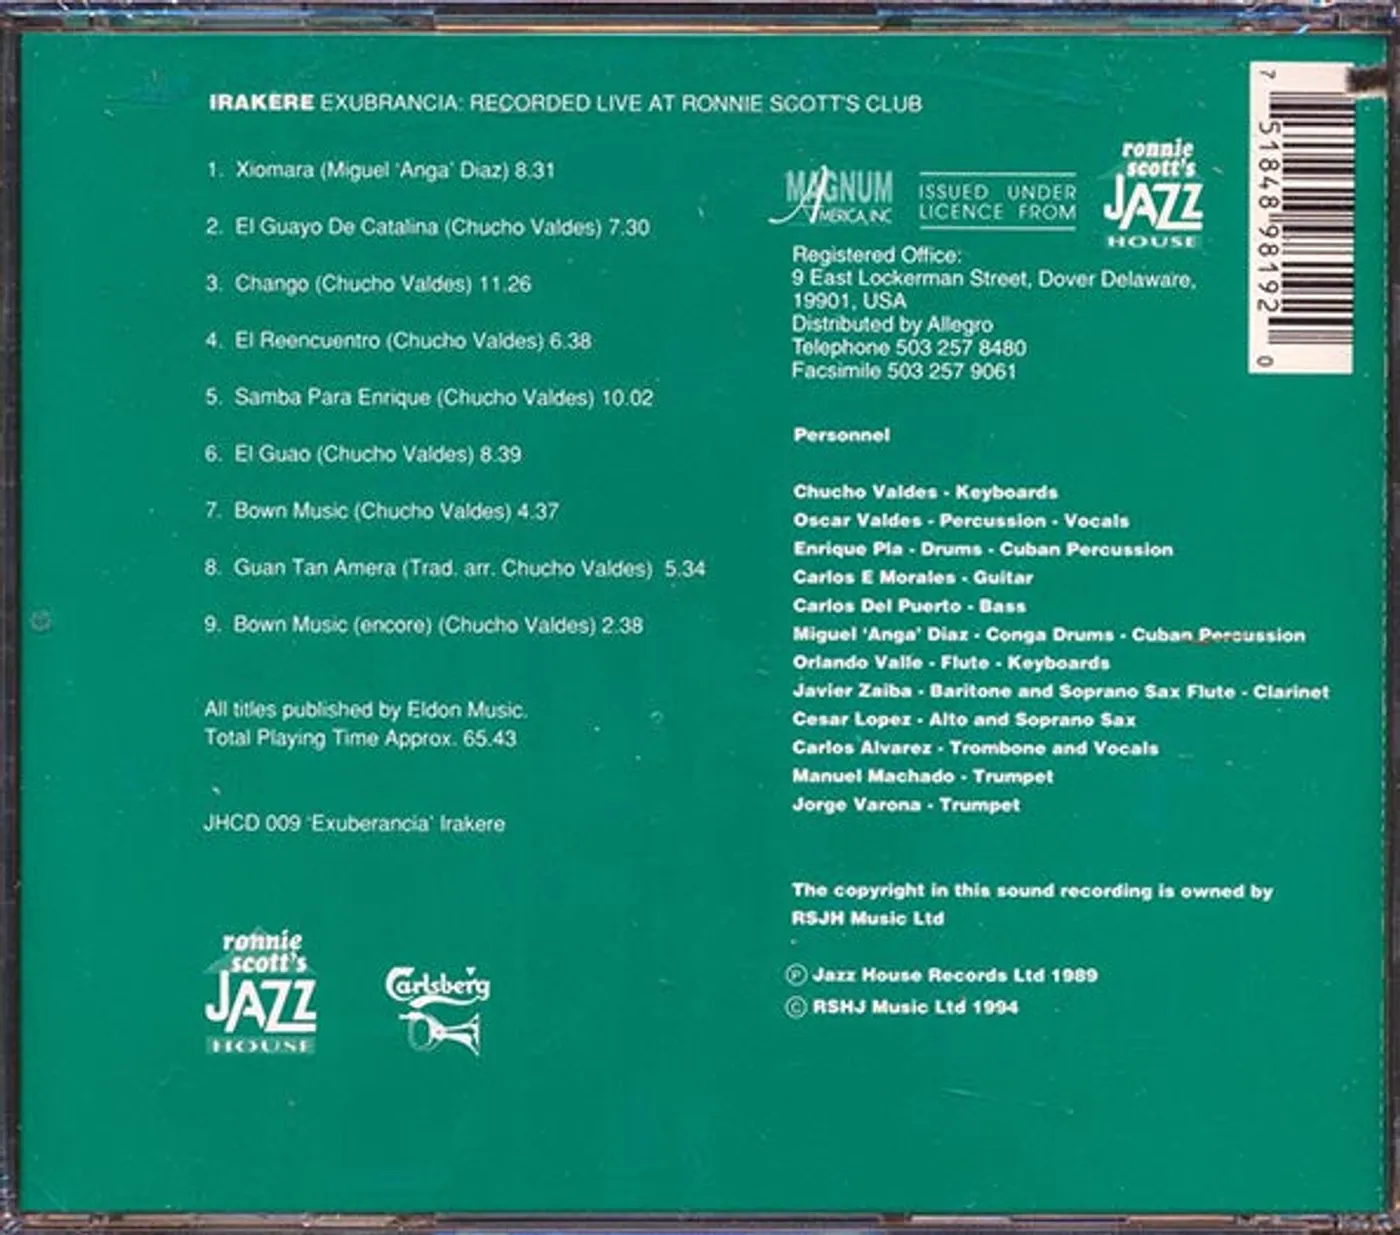 IRAKERE EXUBRANCIA: RECORDED LIVE AT RONNIE SCOTT'S CLUB
1. Xiomara (Miguel 'Anga' Diaz) 8.31
2. El Guayo De Catalina (Chucho Valdes) 7.30
3. Chango (Chucho Valdes) 11.26
4. El Reencuentro (Chucho Valdes) 6.38
5. Samba Para Enrique (Chucho Valdes) 10.02
6. El Guao (Chucho Valdes) 8.39
7. Bown Music (Chucho Valdes) 4.37
8. Guan Tan Amera (Trad. arr. Chucho Valdes) 5.34
9. Bown Music (encore) (Chucho Valdes) 2.38
All titles published by Eldon Music.
Total Playing Time Approx. 65.43
JHCD 009 'Exuberancia' Irakere
ronnie
scott's
JAZZ
HOUSE
Carlsberg
MAGNUM
AMERICA, INC
ISSUED UNDER
LICENCE FROM
ronnie
scott's
JAZZ
HOUSE
Registered Office:
9 East Lockerman Street, Dover Delaware,
19901, USA
Distributed by Allegro
Telephone 503 257 8480
Facsimile 503 257 9061
Personnel
Chucho Valdes - Keyboards
Oscar Valdes - Percussion - Vocals
Enrique Pla - Drums - Cuban Percussion
Carlos E Morales - Guitar
Carlos Del Puerto - Bass
Miguel 'Anga' Diaz - Conga Drums - Cuban Percussion
Orlando Valle - Flute - Keyboards
Javier Zaiba - Baritone and Soprano Sax Flute - Clarinet
Cesar Lopez - Alto and Soprano Sax
Carlos Alvarez - Trombone and Vocals
Manuel Machado - Trumpet
Jorge Varona - Trumpet
The copyright in this sound recording is owned by
RSJH Music Ltd
Ⓟ Jazz House Records Ltd 1989
© RSHJ Music Ltd 1994
7 51848 98192 0